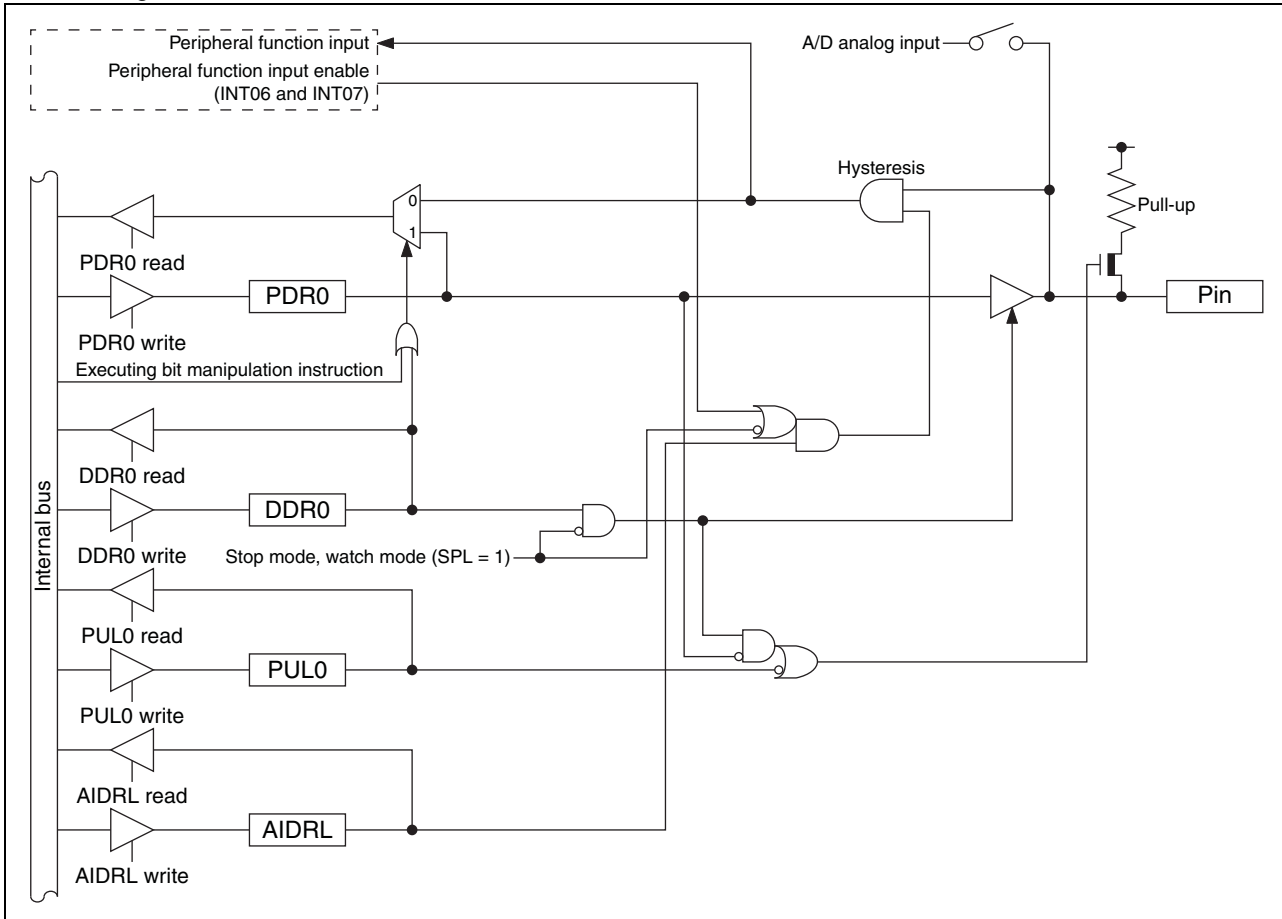 Peripheral function input
Peripheral function input enable
(INT06 and INT07)
A/D analog input
Hysteresis
Pull-up
0
1
PDR0 read
PDR0
Pin
PDR0 write
Executing bit manipulation instruction
DDR0 read
DDR0
DDR0 write
Stop mode, watch mode (SPL = 1)
Internal bus
PUL0 read
PUL0
PUL0 write
AIDRL read
AIDRL
AIDRL write